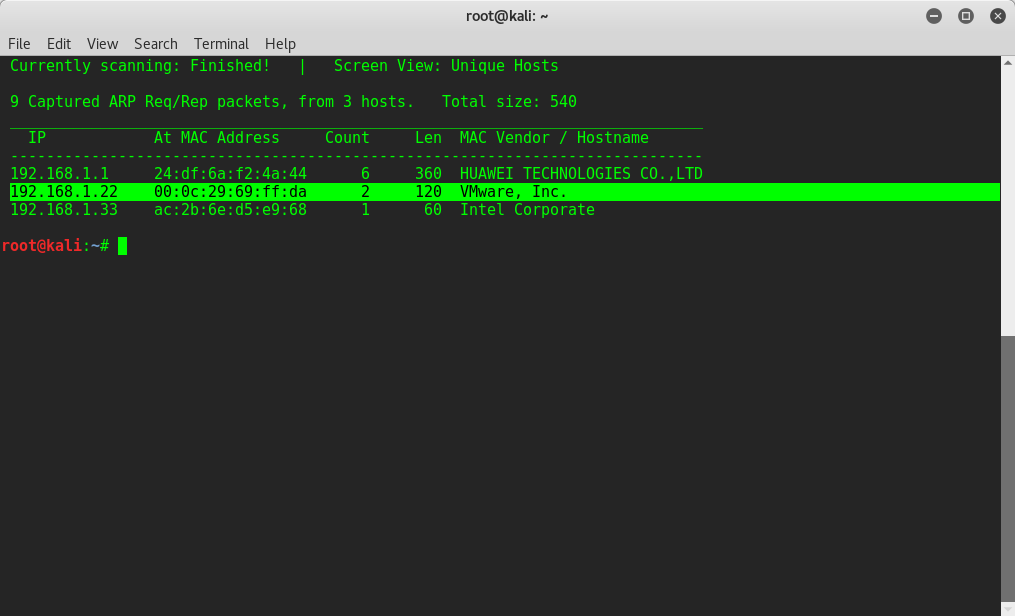 root@kali: ~
File Edit View Search Terminal Help
Currently scanning: Finished! | Screen View: Unique Hosts
9 Captured ARP Req/Rep packets, from 3 hosts. Total size: 540
_____________________________________________________________________________
IP At MAC Address Count Len MAC Vendor / Hostname
-----------------------------------------------------------------------------
192.168.1.1 24:df:6a:f2:4a:44 6 360 HUAWEI TECHNOLOGIES CO.,LTD
192.168.1.22 00:0c:29:69:ff:da 2 120 VMware, Inc.
192.168.1.33 ac:2b:6e:d5:e9:68 1 60 Intel Corporate
root@kali:~#